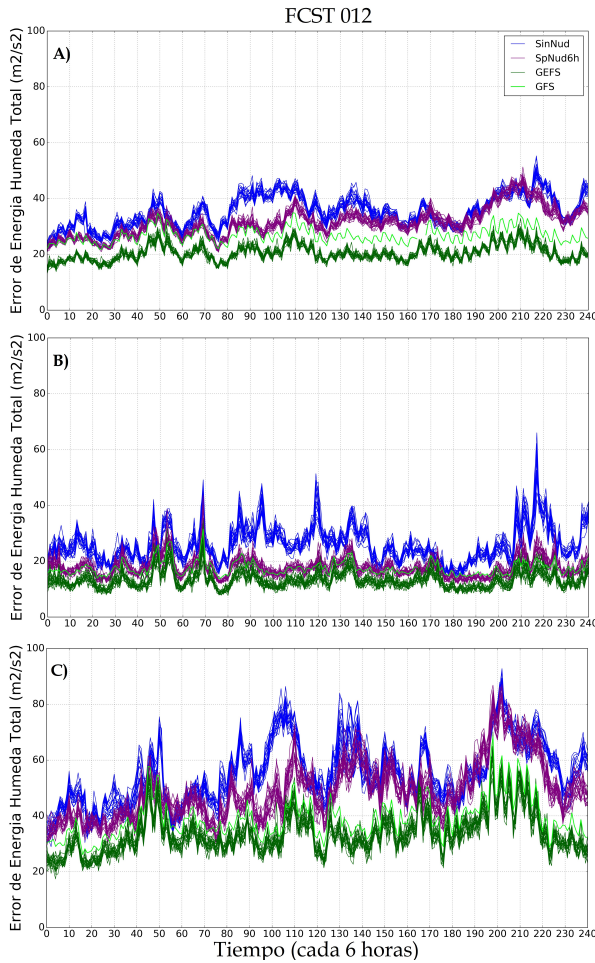 FCST 012
Error de Energia Humeda Total (m2/s2)
100
80
60
40
20
0
A)
SinNud
SpNud6h
GEFS
GFS
0 10 20 30 40 50 60 70 80 90 100 110 120 130 140 150 160 170 180 190 200 210 220 230 240
Error de Energia Humeda Total (m2/s2)
100
80
60
40
20
0
B)
0 10 20 30 40 50 60 70 80 90 100 110 120 130 140 150 160 170 180 190 200 210 220 230 240
Error de Energia Humeda Total (m2/s2)
100
80
60
40
20
0
C)
0 10 20 30 40 50 60 70 80 90 100 110 120 130 140 150 160 170 180 190 200 210 220 230 240
Tiempo (cada 6 horas)